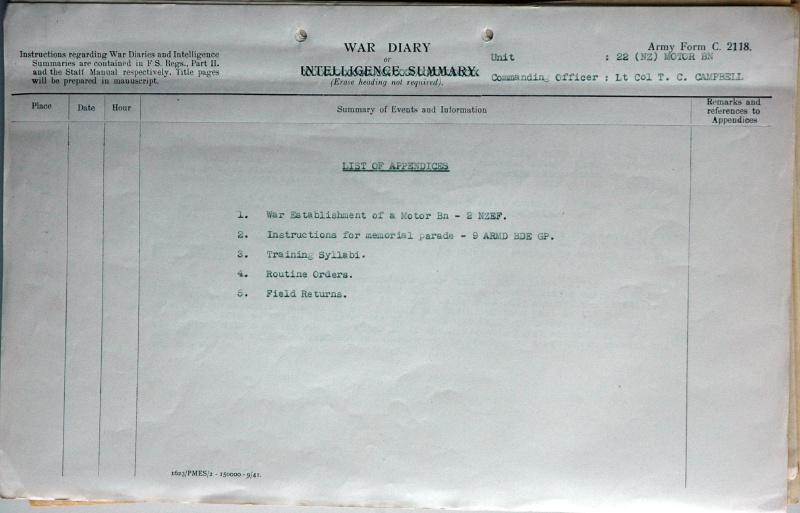 Instructions regarding War Diaries and Intelligence
Summaries are contained in F.S. Regs., Part II.
and the Staff Manual respectively. Title pages
will be prepared in manuscript.
WAR DIARY
or
INTELLIGENCE SUMMARY.
(Erase heading not required).
Army Form C. 2118.
Unit : 22 (NZ) MOTOR BN
Commanding Officer : Lt Col T. C. CAMPBELL
Place
Date
Hour
Summary of Events and Information
Remarks and
references to
Appendices
LIST OF APPENDICES
1. War Establishment of a Motor Bn - 2 NZEF.
2. Instructions for memorial parade - 9 ARMD BDE GP.
3. Training Syllabi.
4. Routine Orders.
5. Field Returns.
1623/PMES/2 - 150000 - 9/41.